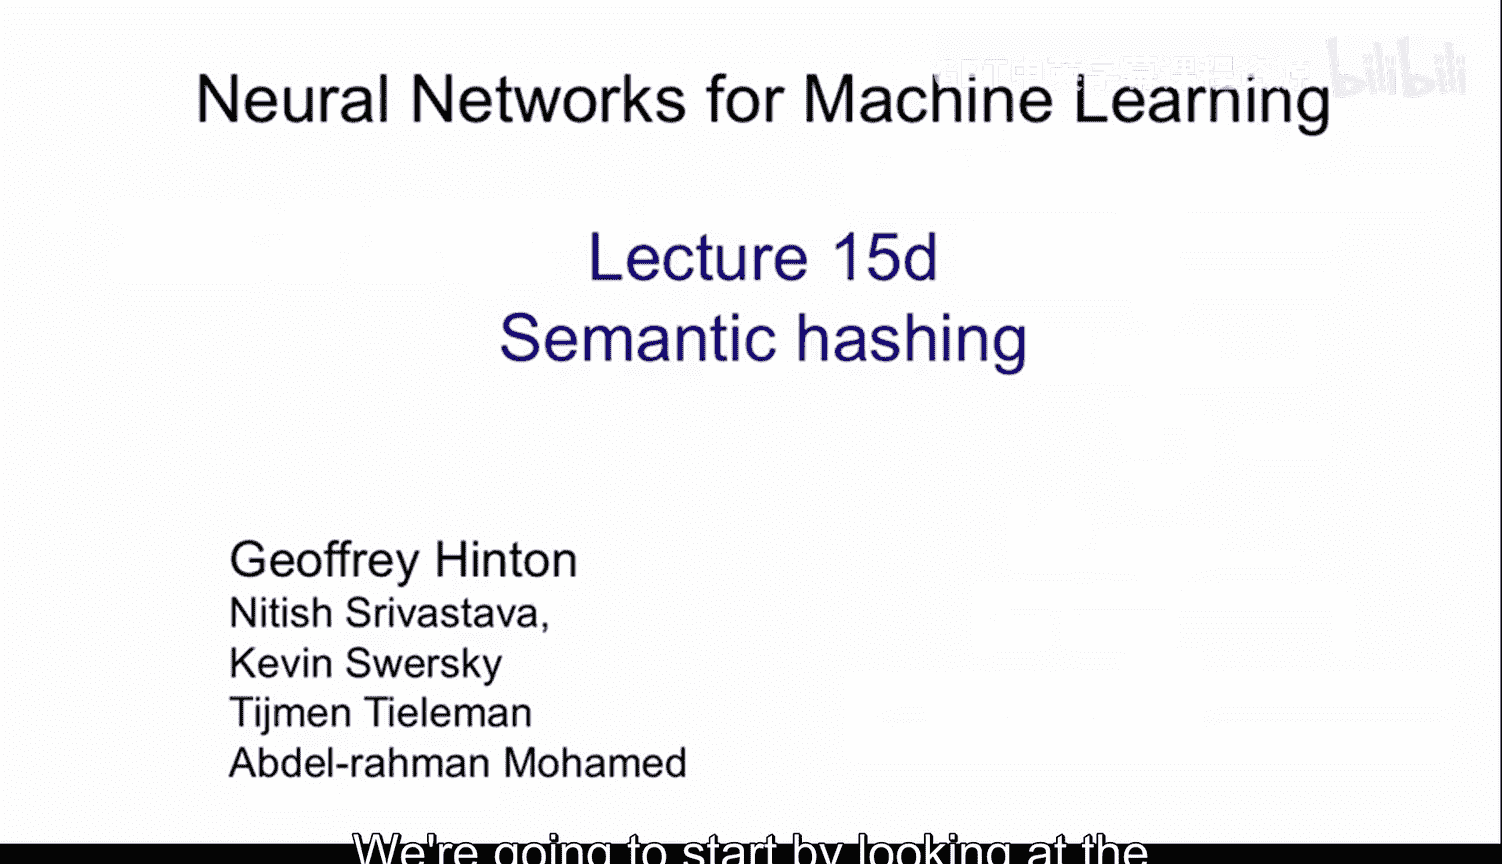 Neural Networks for Machine Learning
bilibili
Lecture 15d
Semantic hashing
Geoffrey Hinton
Nitish Srivastava,
Kevin Swersky
Tijmen Tieleman
Abdel-rahman Mohamed
We're going to start by looking at the